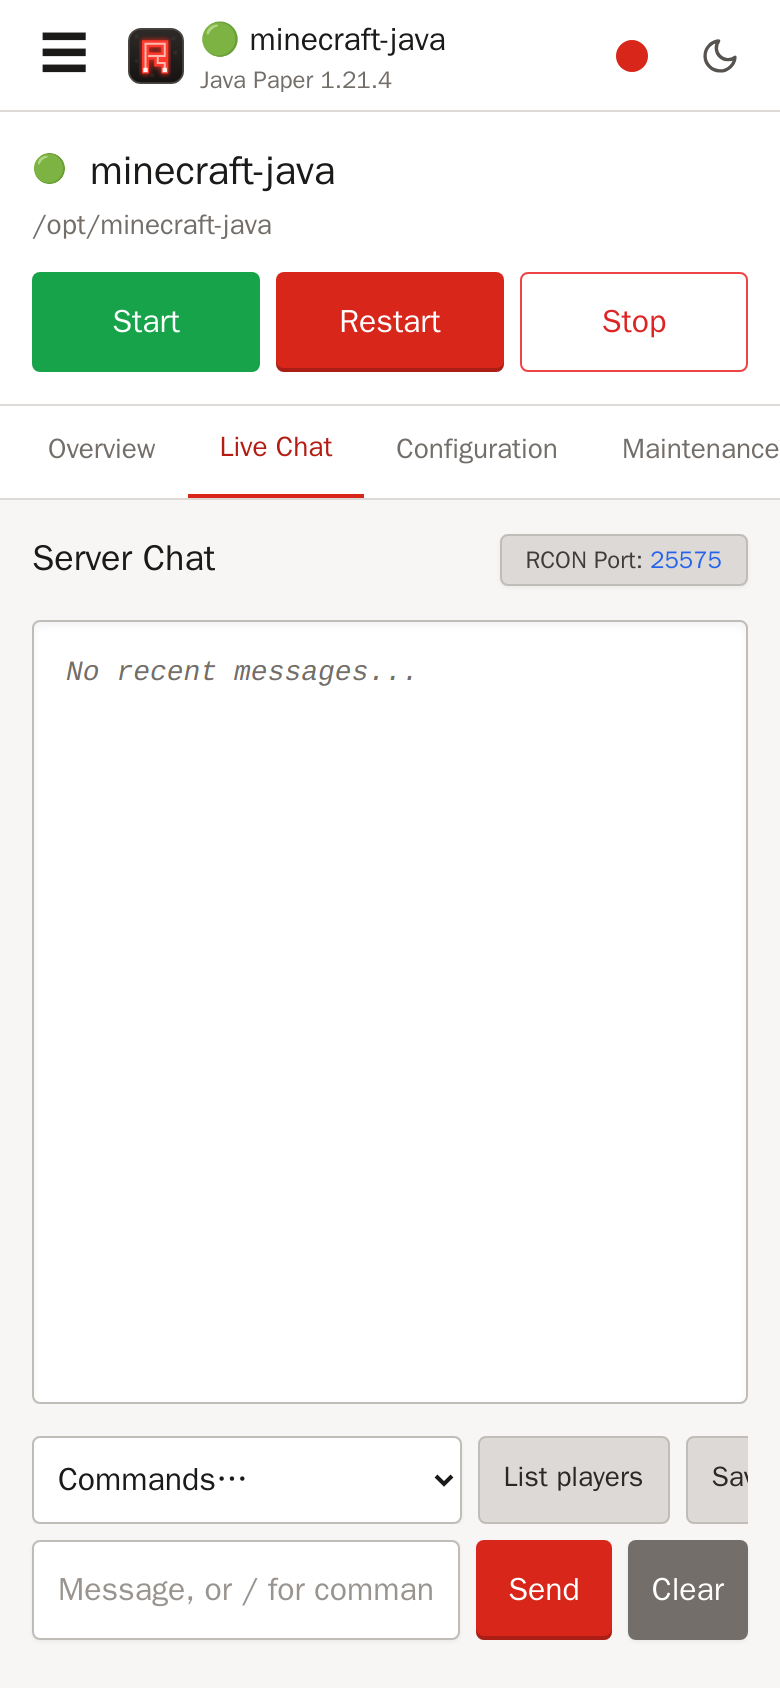 minecraft-java
Java Paper 1.21.4
minecraft-java
/opt/minecraft-java
Start Restart Stop
Overview Live Chat Configuration Maintenance
Server Chat RCON Port: 25575
No recent messages...
Commands⋯ List players Sav
Message, or / for comman Send Clear